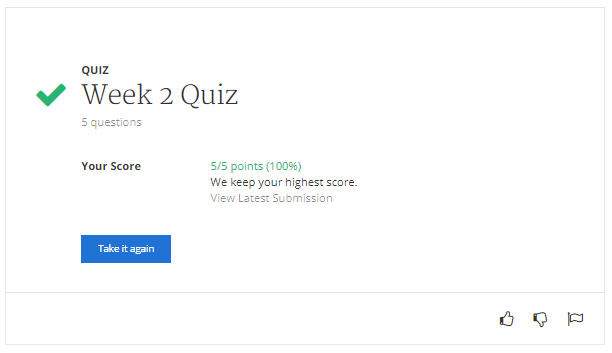 QUIZ
Week 2 Quiz
5 questions
Your Score
5/5 points (100%)
We keep your highest score.
View Latest Submission
Take it again